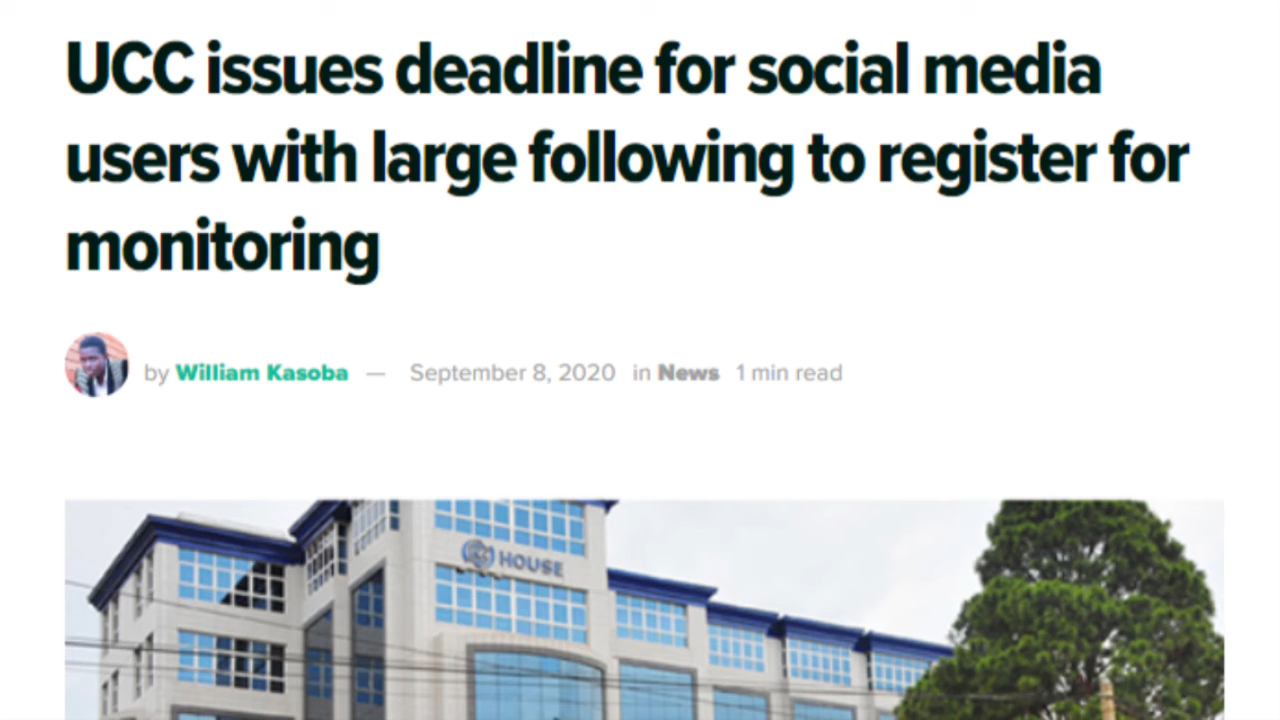 UCC issues deadline for social media
users with large following to register for
monitoring
by William Kasoba — September 8, 2020 in News 1 min read
UCC HOUSE